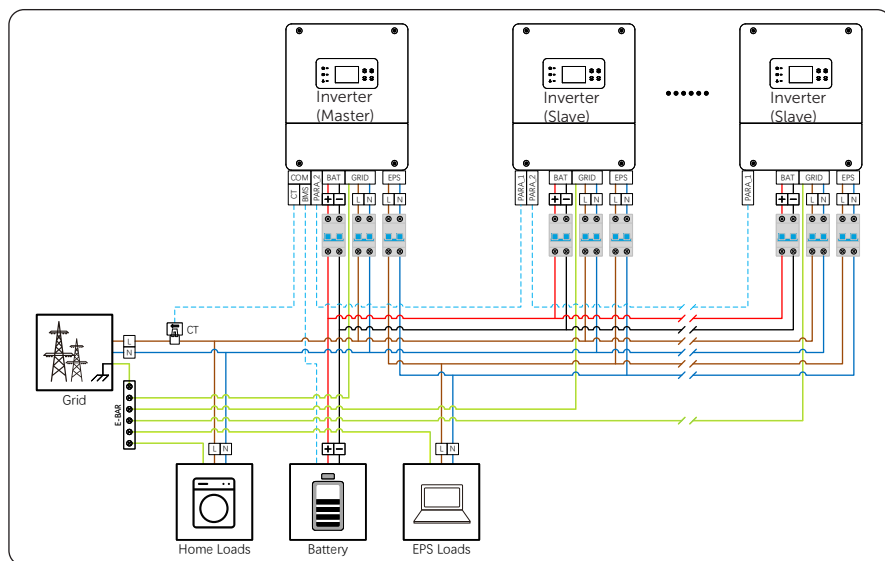 Inverter
(Master)
Inverter
(Slave)
Inverter
(Slave)
COM
BAT
GRID
EPS
BAT
GRID
EPS
BAT
GRID
EPS
CT
BMS
PARA_2
+ −
L N
L N
PARA_1
PARA_2
+ −
L N
L N
PARA_1
+ −
L N
L N
CT
L
N
Grid
E-BAR
L N
+ −
L N
Home Loads
Battery
EPS Loads